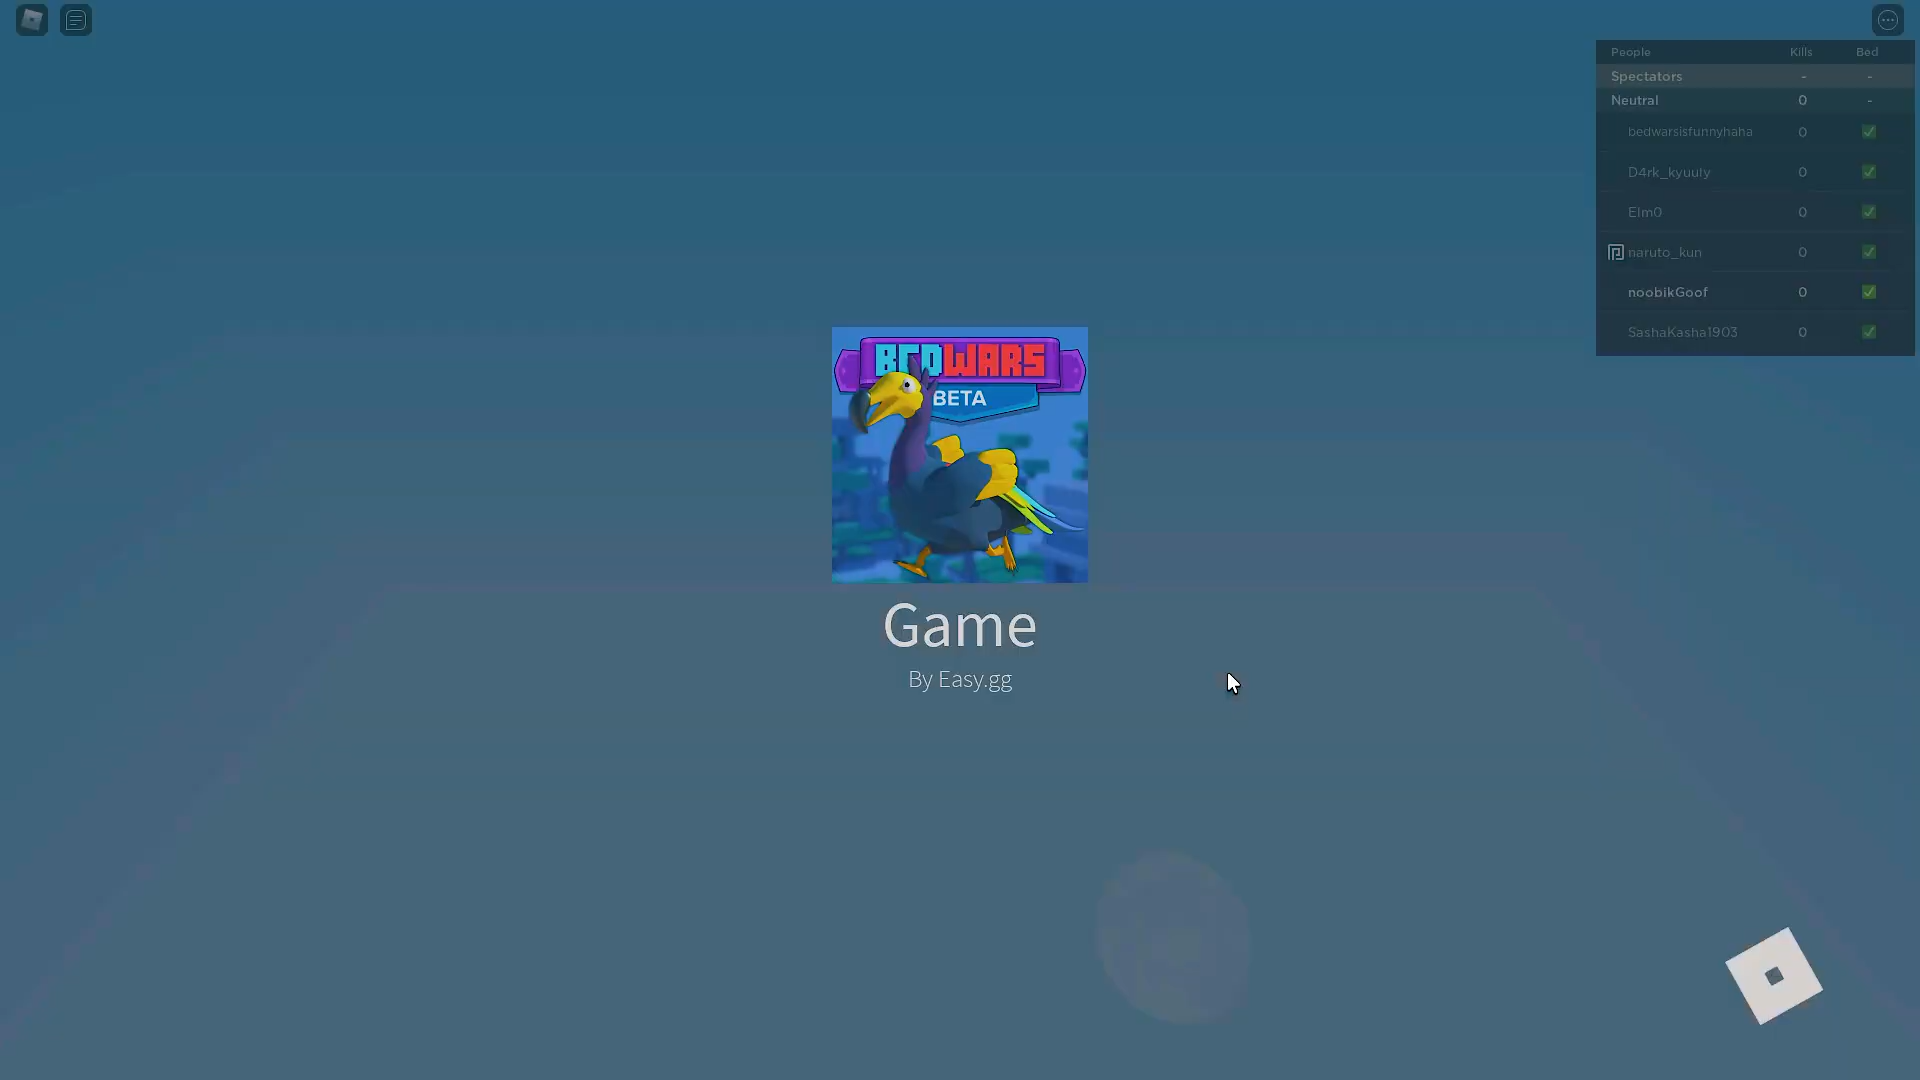 People Kills Bed
Spectators - -
Neutral 0 -
bedwarsisfunnyhaha 0
D4rk_kyuuly 0
Elm0 0
naruto_kun 0
noobikGoof 0
SashaKasha1903 0
BEDWARS
BETA
Game
By Easy.gg